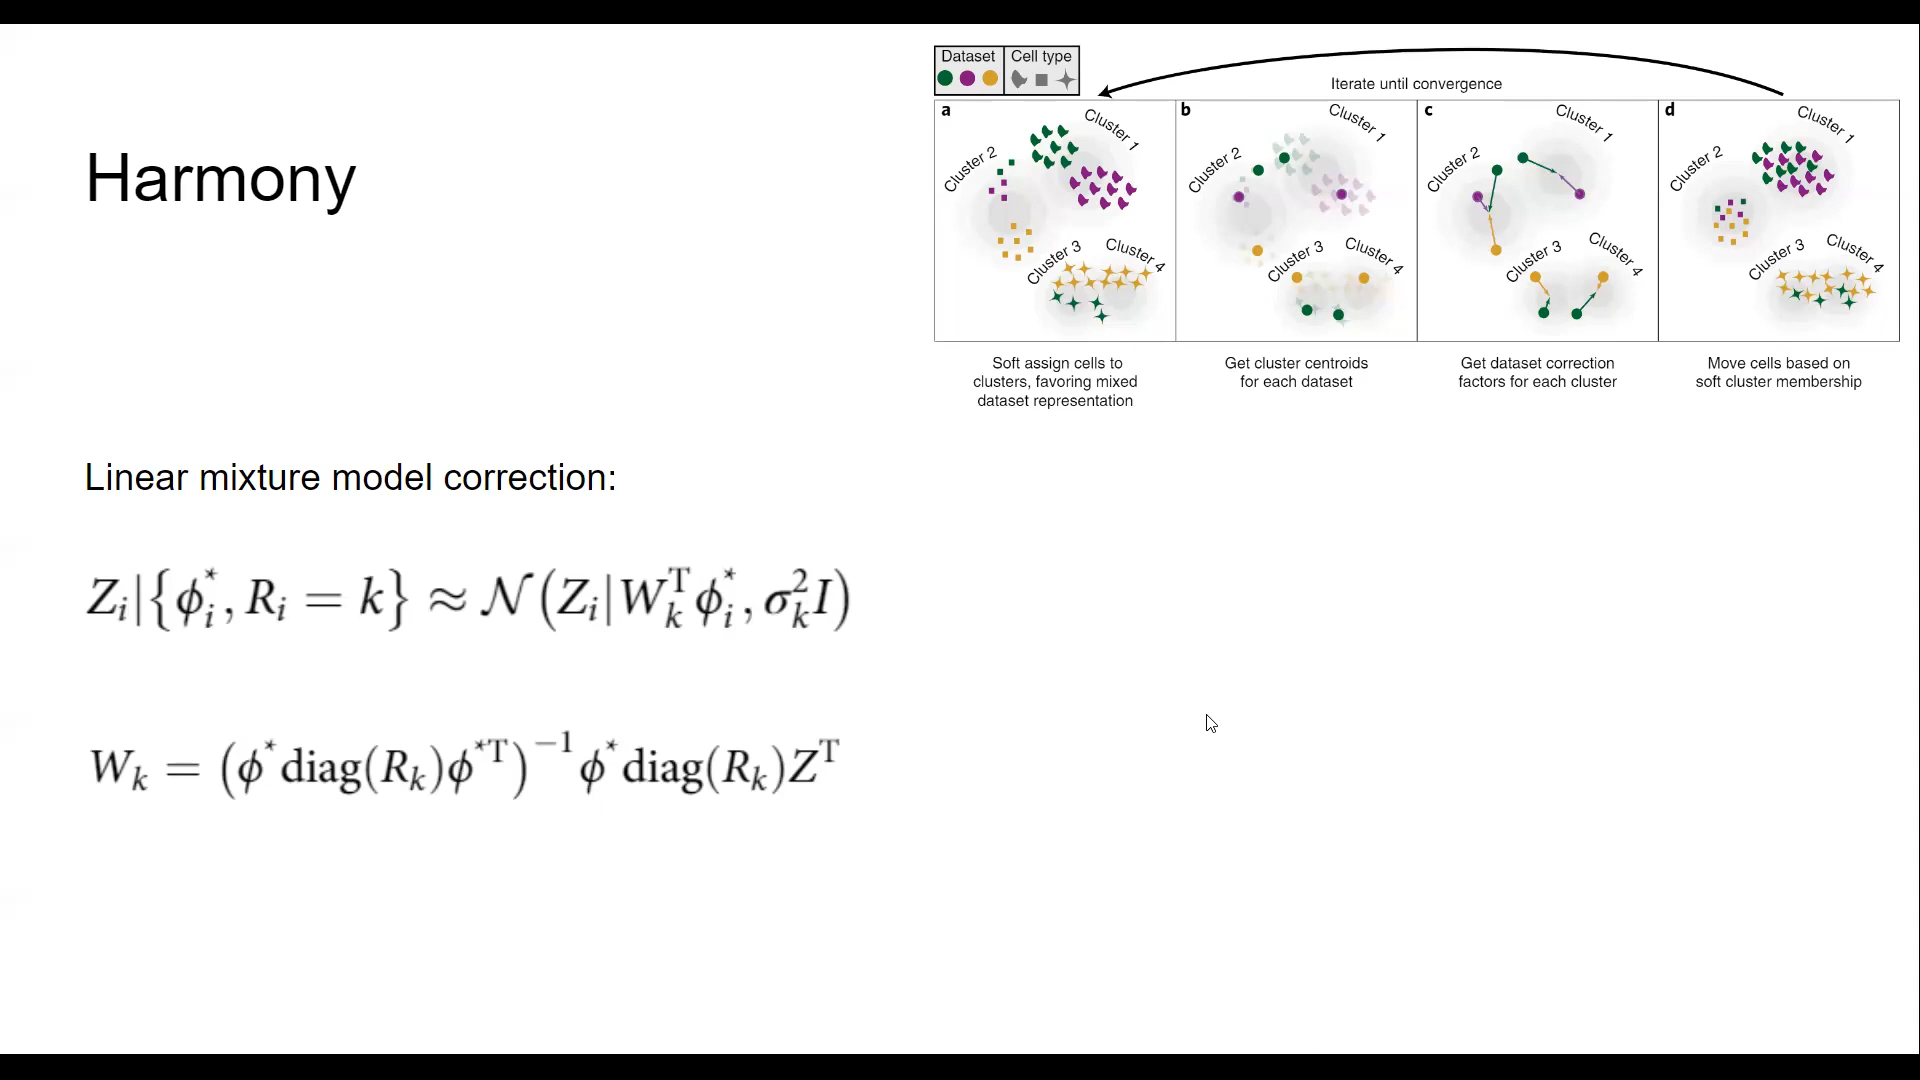 Harmony
Dataset Cell type
Iterate until convergence
a
Cluster 1
Cluster 2
Cluster 3
Cluster 4
b
Cluster 1
Cluster 2
Cluster 3
Cluster 4
c
Cluster 1
Cluster 2
Cluster 3
Cluster 4
d
Cluster 1
Cluster 2
Cluster 3
Cluster 4
Soft assign cells to
clusters, favoring mixed
dataset representation
Get cluster centroids
for each dataset
Get dataset correction
factors for each cluster
Move cells based on
soft cluster membership
Linear mixture model correction:
Z_i|{ϕ_i^*, R_i = k} ≈ 𝒩(Z_i|W_k^T ϕ_i^*, σ_k^2 I)
W_k = (ϕ^* diag(R_k)ϕ^{*T})^{−1} ϕ^* diag(R_k)Z^T